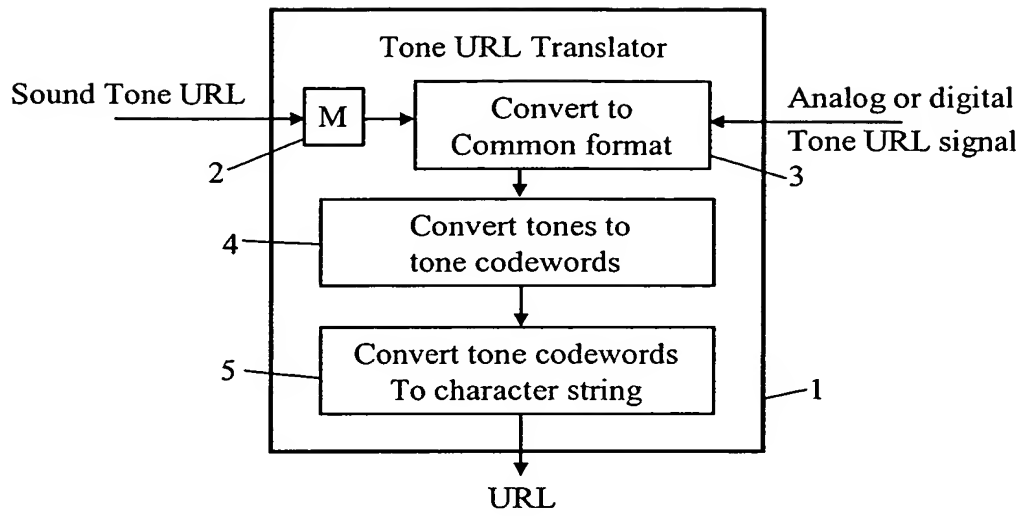 Tone URL Translator
Sound Tone URL
M
Convert to
Common format
Analog or digital
Tone URL signal
2
3
4
Convert tones to
tone codewords
5
Convert tone codewords
To character string
1
URL